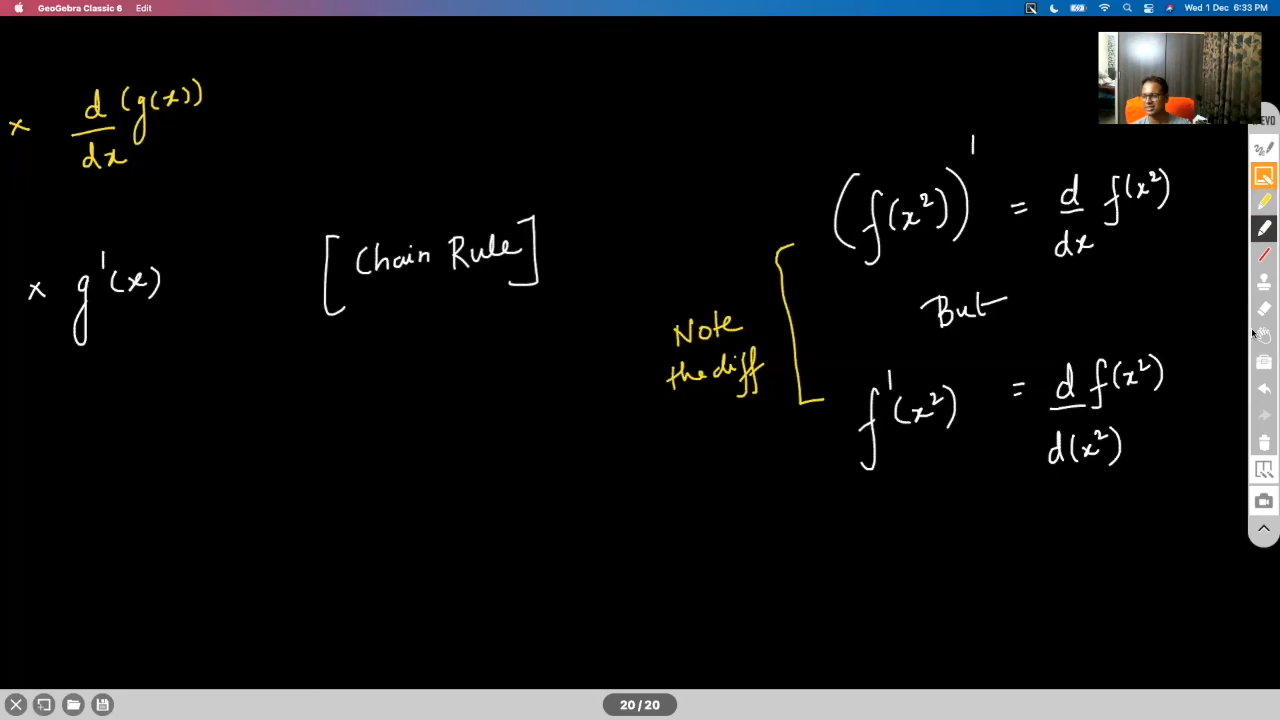 GeoGebra Classic 6 Edit Wed 1 Dec 6:33 PM
× d/dx (g(x))
× g'(x)
[Chain Rule]
(f(x²))' = d/dx f(x²)
But
Note
the diff
f'(x²) = d/d(x²) f(x²)
20 / 20